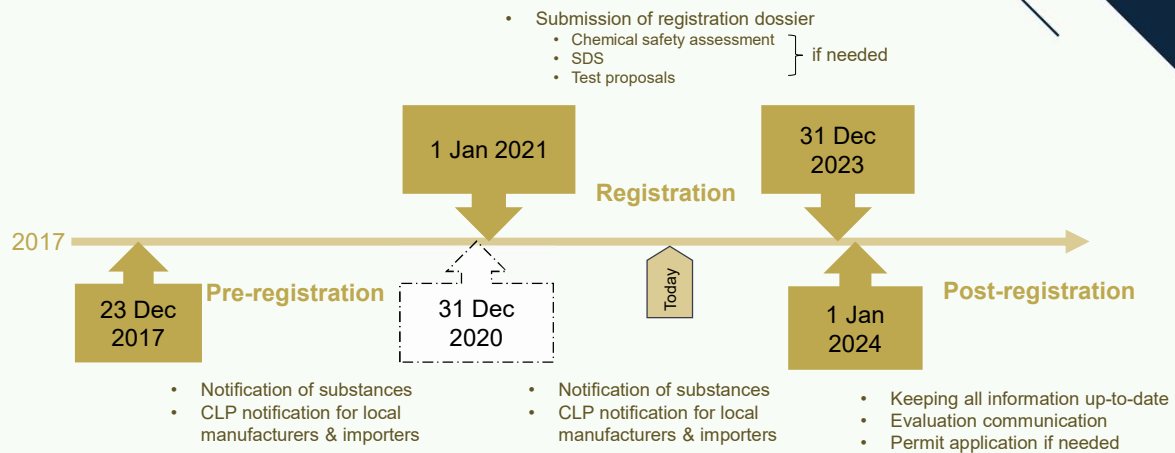 • Submission of registration dossier
• Chemical safety assessment
• SDS
• Test proposals
if needed
1 Jan 2021
31 Dec
2023
Registration
2017
Pre-registration
23 Dec
2017
31 Dec
2020
Today
1 Jan
2024
Post-registration
• Notification of substances
• CLP notification for local
manufacturers & importers
• Notification of substances
• CLP notification for local
manufacturers & importers
• Keeping all information up-to-date
• Evaluation communication
• Permit application if needed